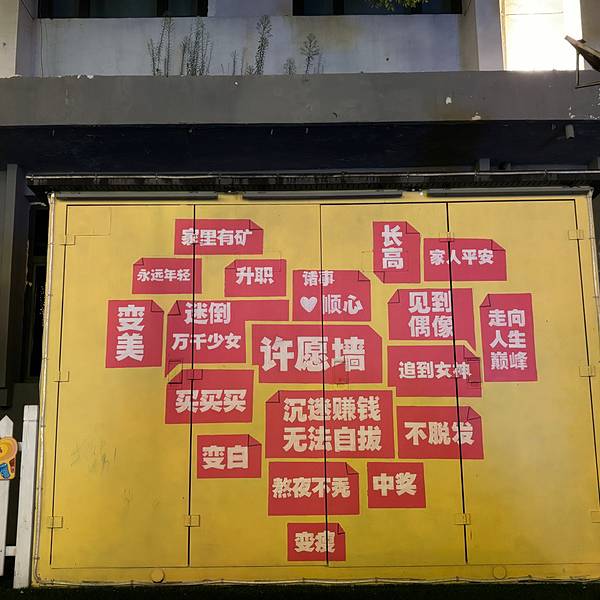 家里有矿
长
高
家人平安
永远年轻
升职
诸事
顺心
见到
偶像
走向
人生
巅峰
变
美
迷倒
万千少女
许愿墙
追到女神
买买买
沉迷赚钱
无法自拔
不脱发
变白
熬夜不秃
中奖
变瘦